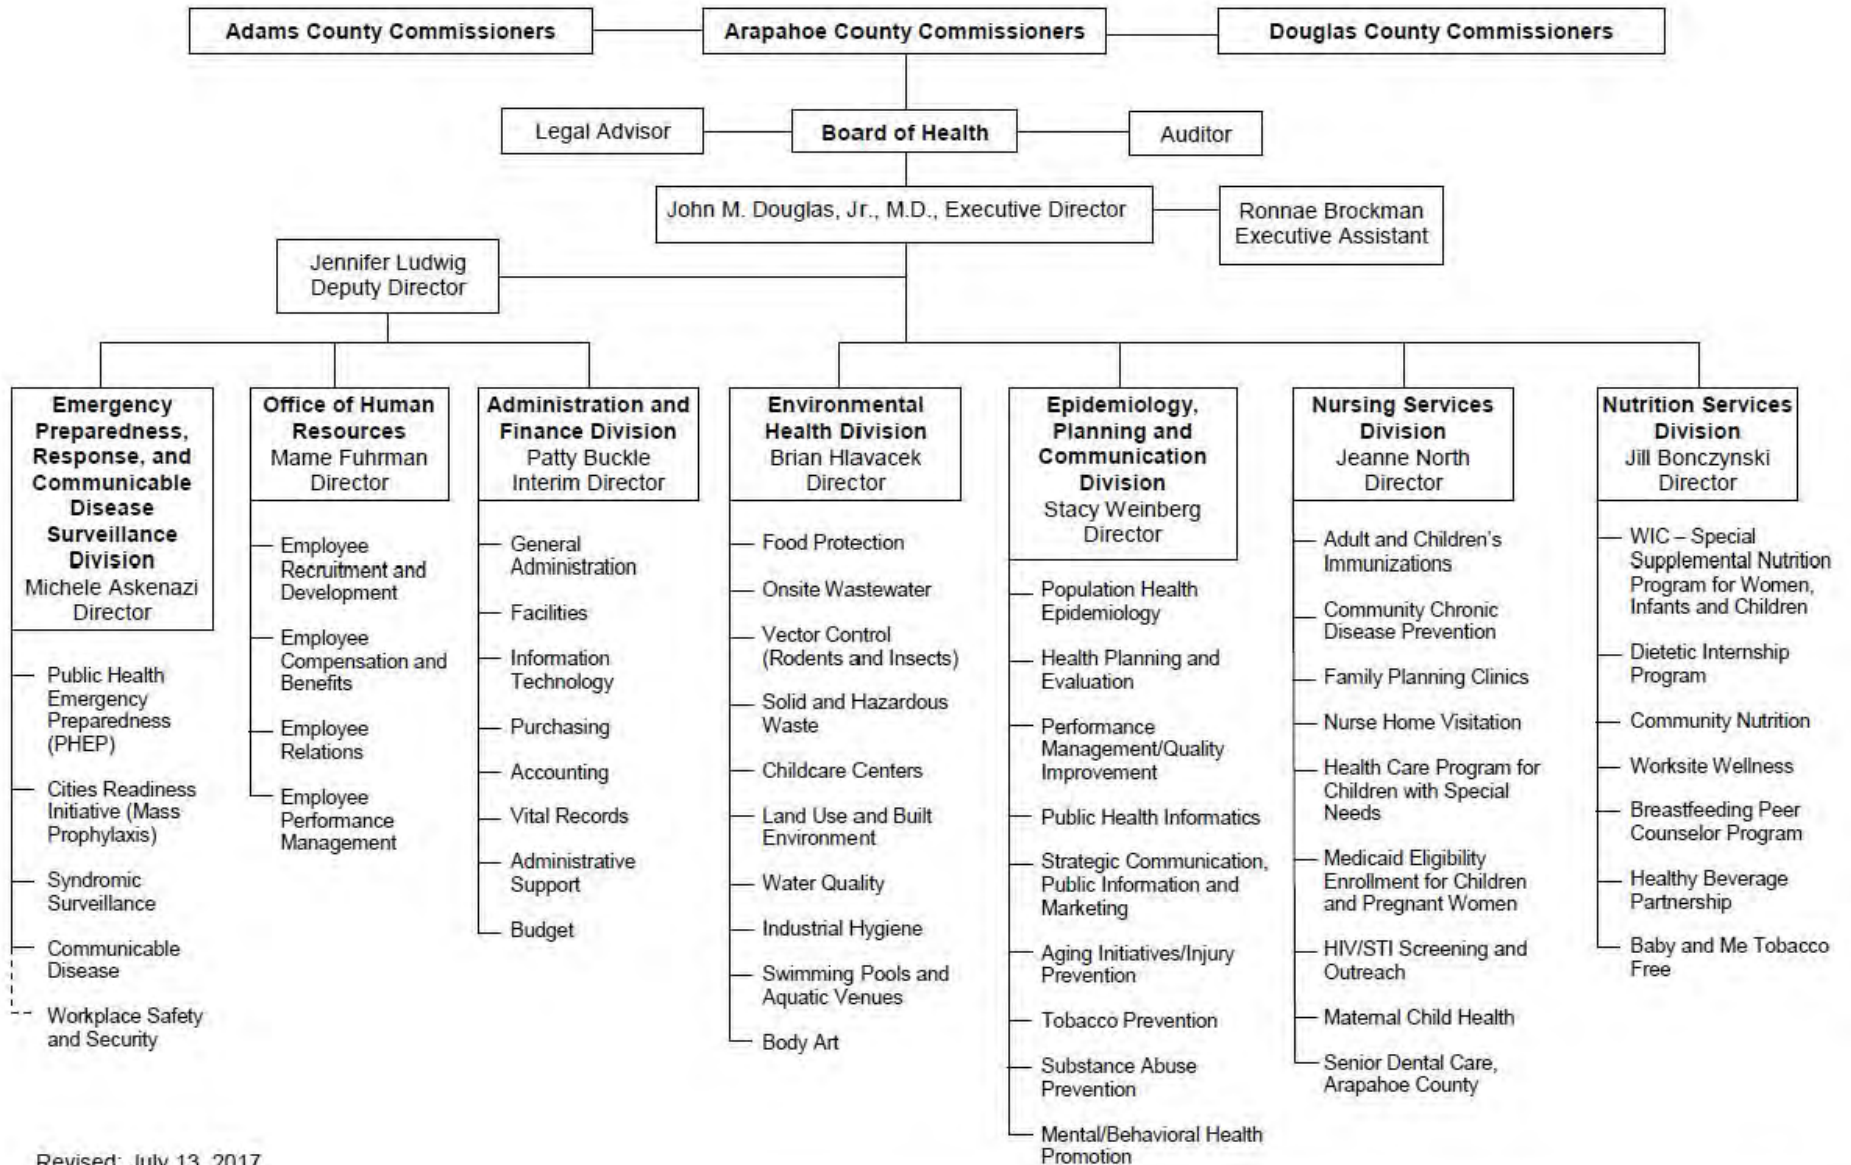 Adams County Commissioners
Arapahoe County Commissioners
Douglas County Commissioners
Legal Advisor
Board of Health
Auditor
John M. Douglas, Jr., M.D., Executive Director
Ronnae Brockman
Executive Assistant
Jennifer Ludwig
Deputy Director
Emergency
Preparedness,
Response, and
Communicable
Disease
Surveillance
Division
Michele Askenazi
Director
Public Health
Emergency
Preparedness
(PHEP)
Cities Readiness
Initiative (Mass
Prophylaxis)
Syndromic
Surveillance
Communicable
Disease
Workplace Safety
and Security
Office of Human
Resources
Mame Fuhrman
Director
Employee
Recruitment and
Development
Employee
Compensation and
Benefits
Employee
Relations
Employee
Performance
Management
Administration and
Finance Division
Patty Buckle
Interim Director
General
Administration
Facilities
Information
Technology
Purchasing
Accounting
Vital Records
Administrative
Support
Budget
Environmental
Health Division
Brian Hlavacek
Director
Food Protection
Onsite Wastewater
Vector Control
(Rodents and Insects)
Solid and Hazardous
Waste
Childcare Centers
Land Use and Built
Environment
Water Quality
Industrial Hygiene
Swimming Pools and
Aquatic Venues
Body Art
Epidemiology,
Planning and
Communication
Division
Stacy Weinberg
Director
Population Health
Epidemiology
Health Planning and
Evaluation
Performance
Management/Quality
Improvement
Public Health Informatics
Strategic Communication,
Public Information and
Marketing
Aging Initiatives/Injury
Prevention
Tobacco Prevention
Substance Abuse
Prevention
Mental/Behavioral Health
Promotion
Nursing Services
Division
Jeanne North
Director
Adult and Children's
Immunizations
Community Chronic
Disease Prevention
Family Planning Clinics
Nurse Home Visitation
Health Care Program for
Children with Special
Needs
Medicaid Eligibility
Enrollment for Children
and Pregnant Women
HIV/STI Screening and
Outreach
Maternal Child Health
Senior Dental Care,
Arapahoe County
Nutrition Services
Division
Jill Bonczynski
Director
WIC – Special
Supplemental Nutrition
Program for Women,
Infants and Children
Dietetic Internship
Program
Community Nutrition
Worksite Wellness
Breastfeeding Peer
Counselor Program
Healthy Beverage
Partnership
Baby and Me Tobacco
Free
Revised: July 13, 2017